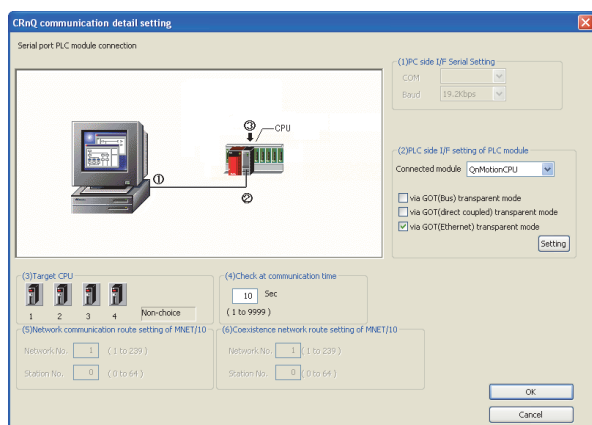 CRnQ communication detail setting
Serial port PLC module connection
③
CPU
①
②
(1)PC side I/F Serial Setting
COM
Baud 19.2Kbps
(2)PLC side I/F setting of PLC module
Connected module QnMotionCPU
via GOT(Bus) transparent mode
via GOT(direct coupled) transparent mode
via GOT(Ethernet) transparent mode
Setting
(3)Target CPU
1 2 3 4 Non-choice
(4)Check at communication time
10 Sec
( 1 to 9999 )
(5)Network communication route setting of MNET/10
Network No. 1 ( 1 to 239 )
Station No. 0 ( 0 to 64 )
(6)Coexistence network route setting of MNET/10
Network No. 1 ( 1 to 239 )
Station No. 0 ( 0 to 64 )
OK
Cancel